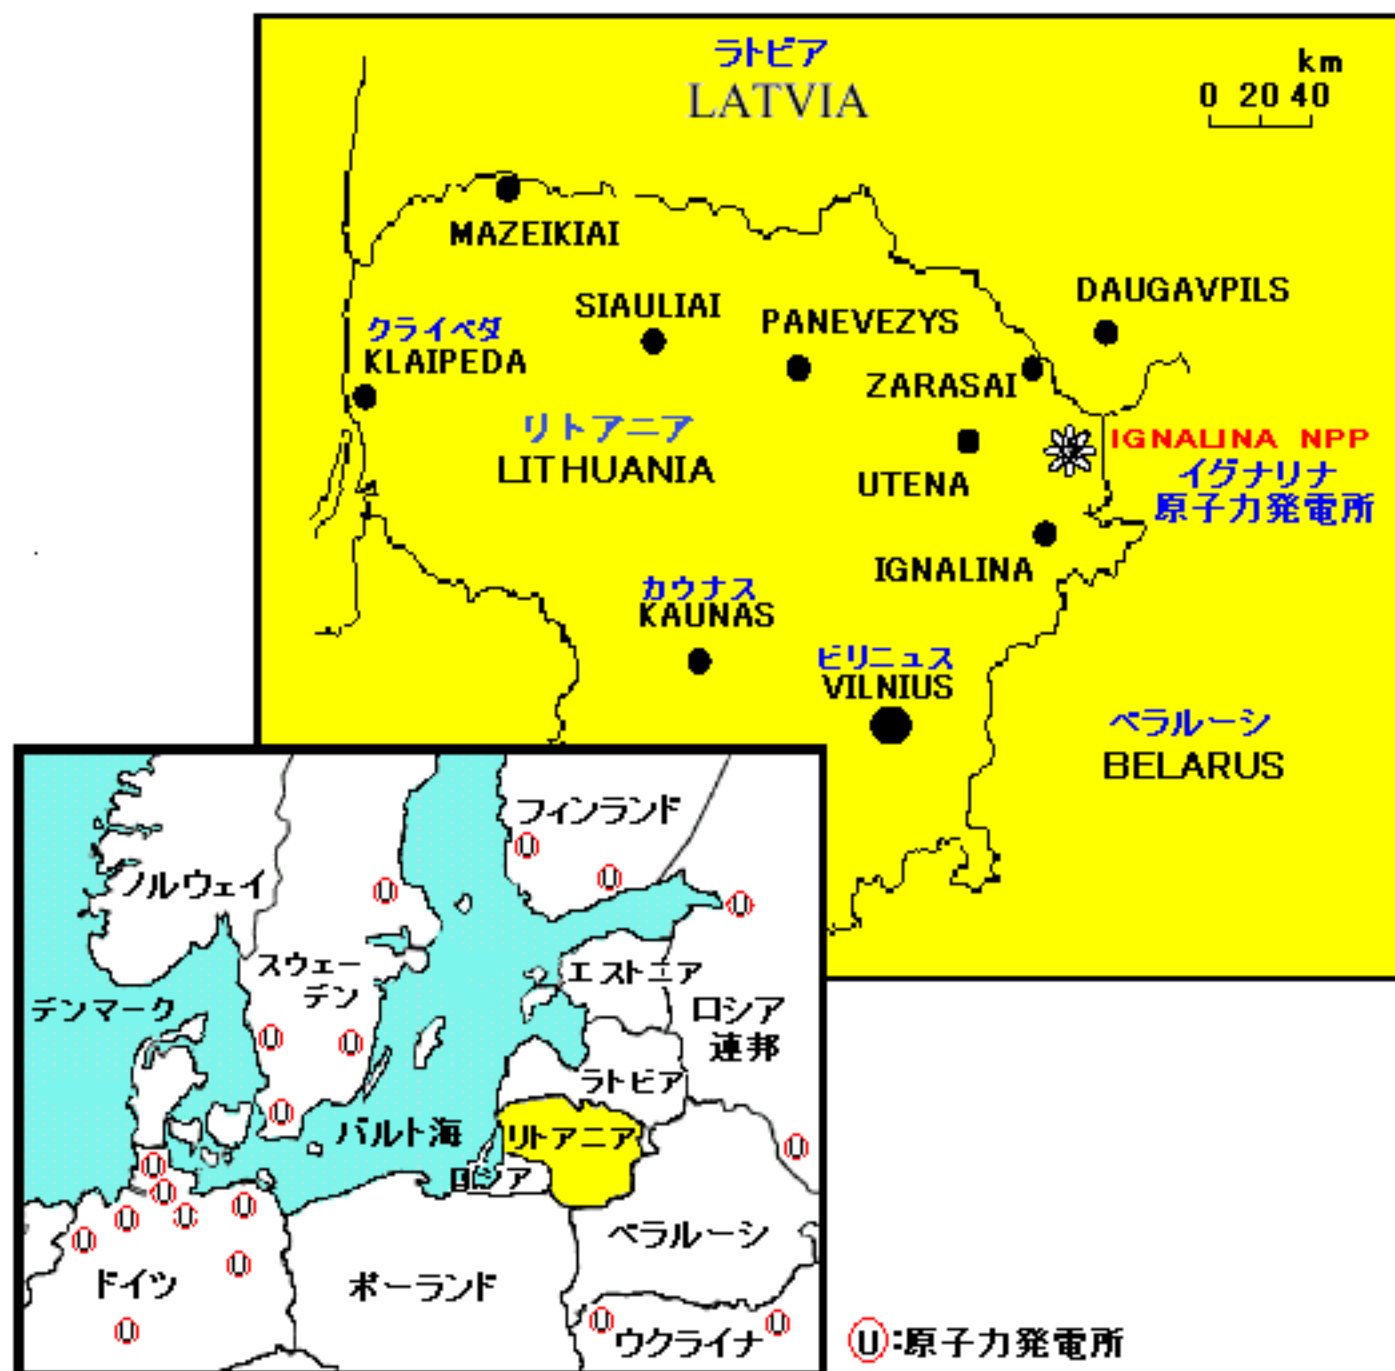 ラトビア
LATVIA
km
0 20 40
MAZEIKIAI
DAUGAVPILS
SIAULIAI
PANEVEZYS
クライペダ
KLAIPEDA
ZARASAI
リトアニア
LITHUANIA
IGNALINA NPP
イグナリナ
原子力発電所
UTENA
IGNALINA
カウナス
KAUNAS
ビリニュス
VILNIUS
ベラルーシ
BELARUS
フィンランド
U
U
ノルウェイ
U
U
スウェー
デン
エストニア
デンマーク
ロシア
連邦
U
U
ラトビア
U
バルト海
リトアニア
U
U
ロシア
U
U
U
U
U
ベラルーシ
U
ドイツ
ポーランド
U
U
U
ウクライナ
U:原子力発電所